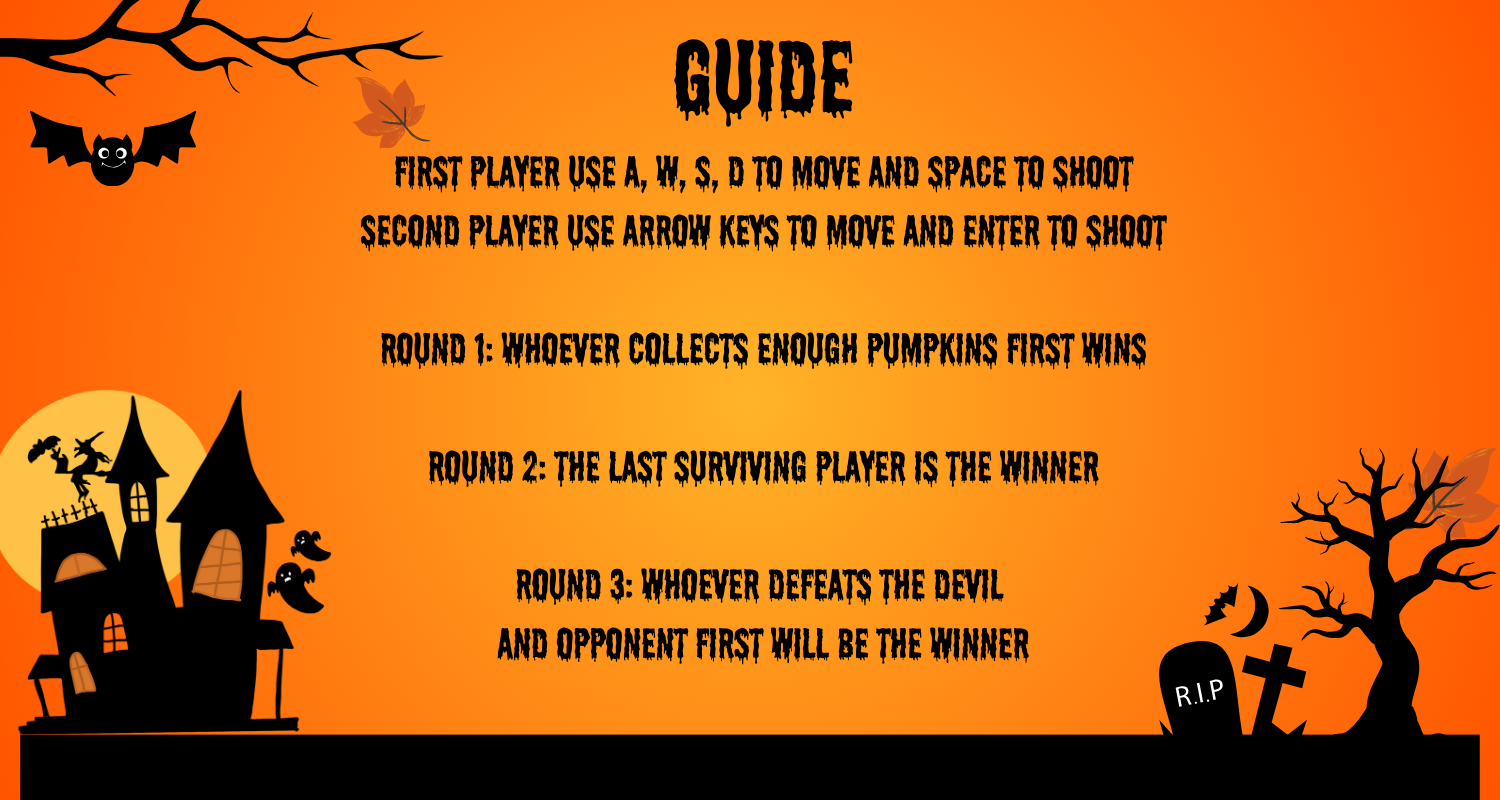 GUIDE
FIRST PLAYER USE A, W, S, D TO MOVE AND SPACE TO SHOOT
SECOND PLAYER USE ARROW KEYS TO MOVE AND ENTER TO SHOOT
ROUND 1: WHOEVER COLLECTS ENOUGH PUMPKINS FIRST WINS
ROUND 2: THE LAST SURVIVING PLAYER IS THE WINNER
ROUND 3: WHOEVER DEFEATS THE DEVIL
AND OPPONENT FIRST WILL BE THE WINNER
R.I.P